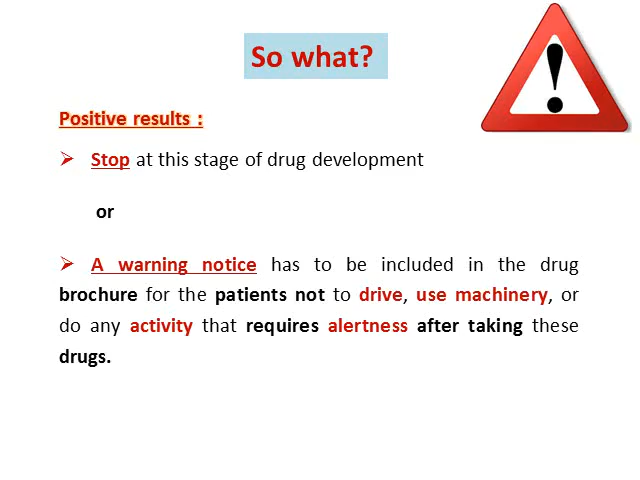 So what?
Positive results :
➢ Stop at this stage of drug development
or
➢ A warning notice has to be included in the drug
brochure for the patients not to drive, use machinery, or
do any activity that requires alertness after taking these
drugs.